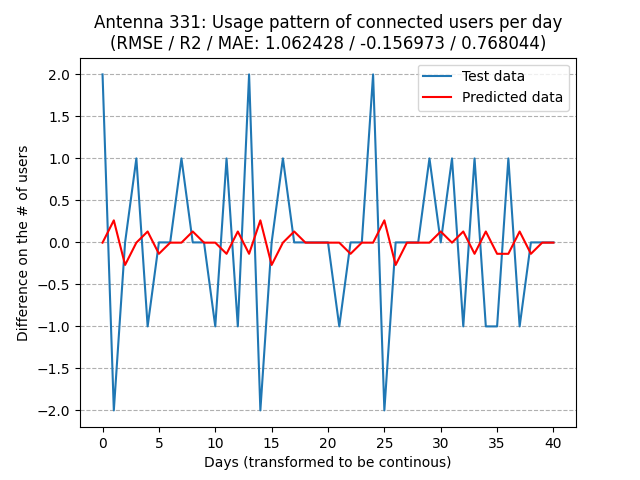 Antenna 331: Usage pattern of connected users per day
(RMSE / R2 / MAE: 1.062428 / -0.156973 / 0.768044)
Test data
Predicted data
2.0
1.5
1.0
0.5
0.0
−0.5
−1.0
−1.5
−2.0
Difference on the # of users
0 5 10 15 20 25 30 35 40
Days (transformed to be continous)